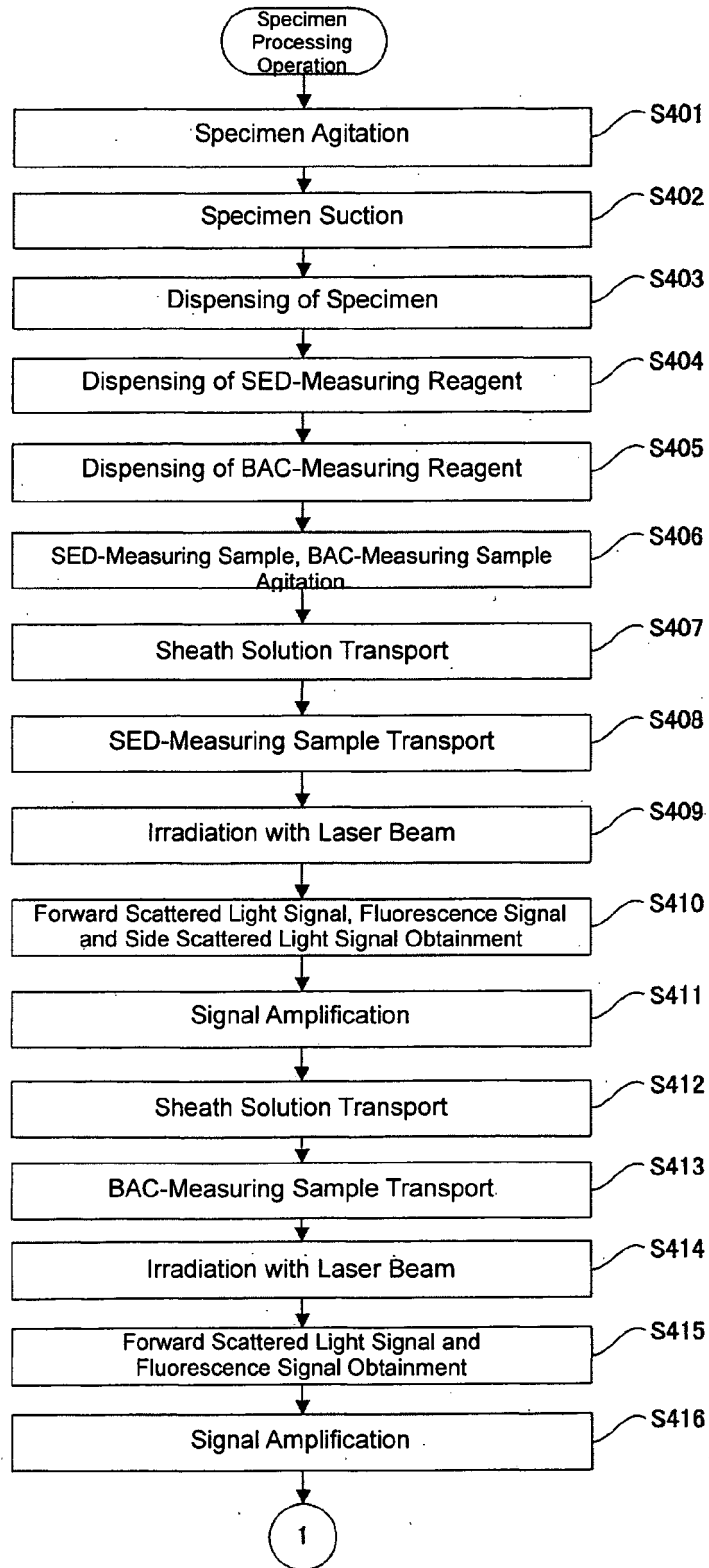 Specimen
Processing
Operation
Specimen Agitation
S401
Specimen Suction
S402
Dispensing of Specimen
S403
Dispensing of SED-Measuring Reagent
S404
Dispensing of BAC-Measuring Reagent
S405
SED-Measuring Sample, BAC-Measuring Sample
Agitation
S406
Sheath Solution Transport
S407
SED-Measuring Sample Transport
S408
Irradiation with Laser Beam
S409
Forward Scattered Light Signal, Fluorescence Signal
and Side Scattered Light Signal Obtainment
S410
Signal Amplification
S411
Sheath Solution Transport
S412
BAC-Measuring Sample Transport
S413
Irradiation with Laser Beam
S414
Forward Scattered Light Signal and
Fluorescence Signal Obtainment
S415
Signal Amplification
S416
1